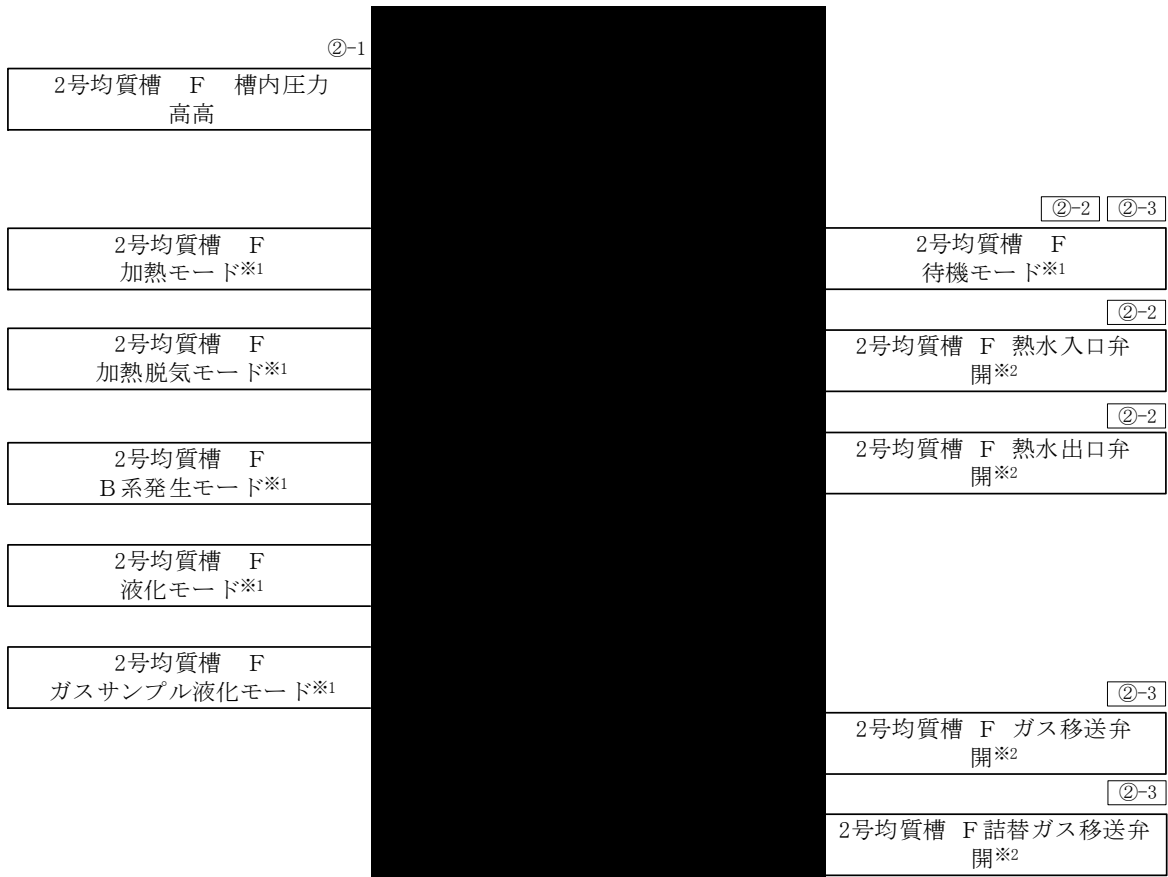 ②-1
2号均質槽　F　槽内圧力
高高
2号均質槽　F
加熱モード※1
2号均質槽　F
加熱脱気モード※1
2号均質槽　F
B系発生モード※1
2号均質槽　F
液化モード※1
2号均質槽　F
ガスサンプル液化モード※1
②-2 ②-3
2号均質槽　F
待機モード※1
②-2
2号均質槽 F 熱水入口弁
開※2
②-2
2号均質槽 F 熱水出口弁
開※2
②-3
2号均質槽 F ガス移送弁
開※2
②-3
2号均質槽 F詰替ガス移送弁
開※2